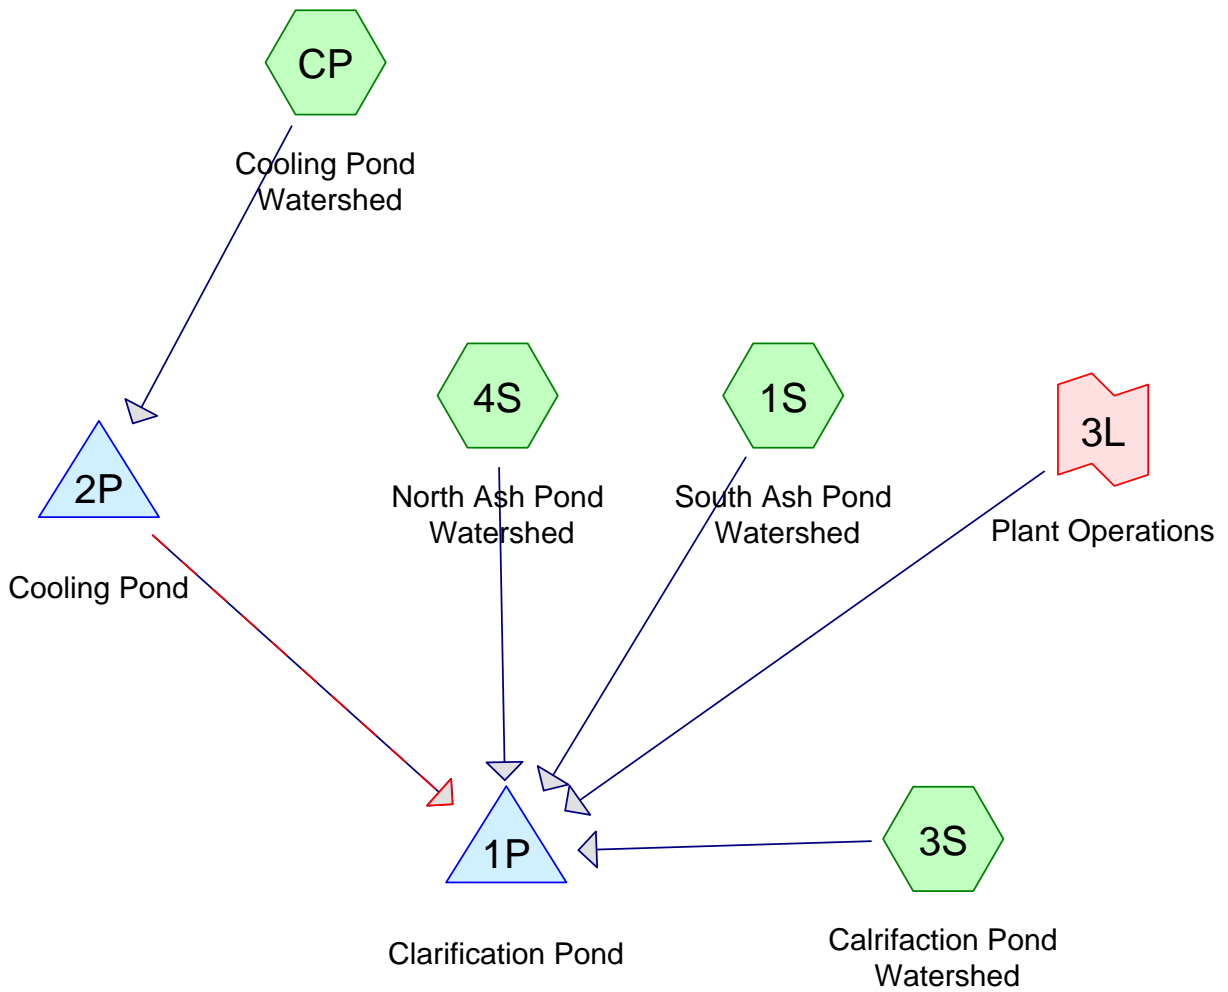 CP
Cooling Pond
Watershed
4S
North Ash Pond
Watershed
1S
South Ash Pond
Watershed
3L
Plant Operations
2P
Cooling Pond
1P
Clarification Pond
3S
Calrifaction Pond
Watershed